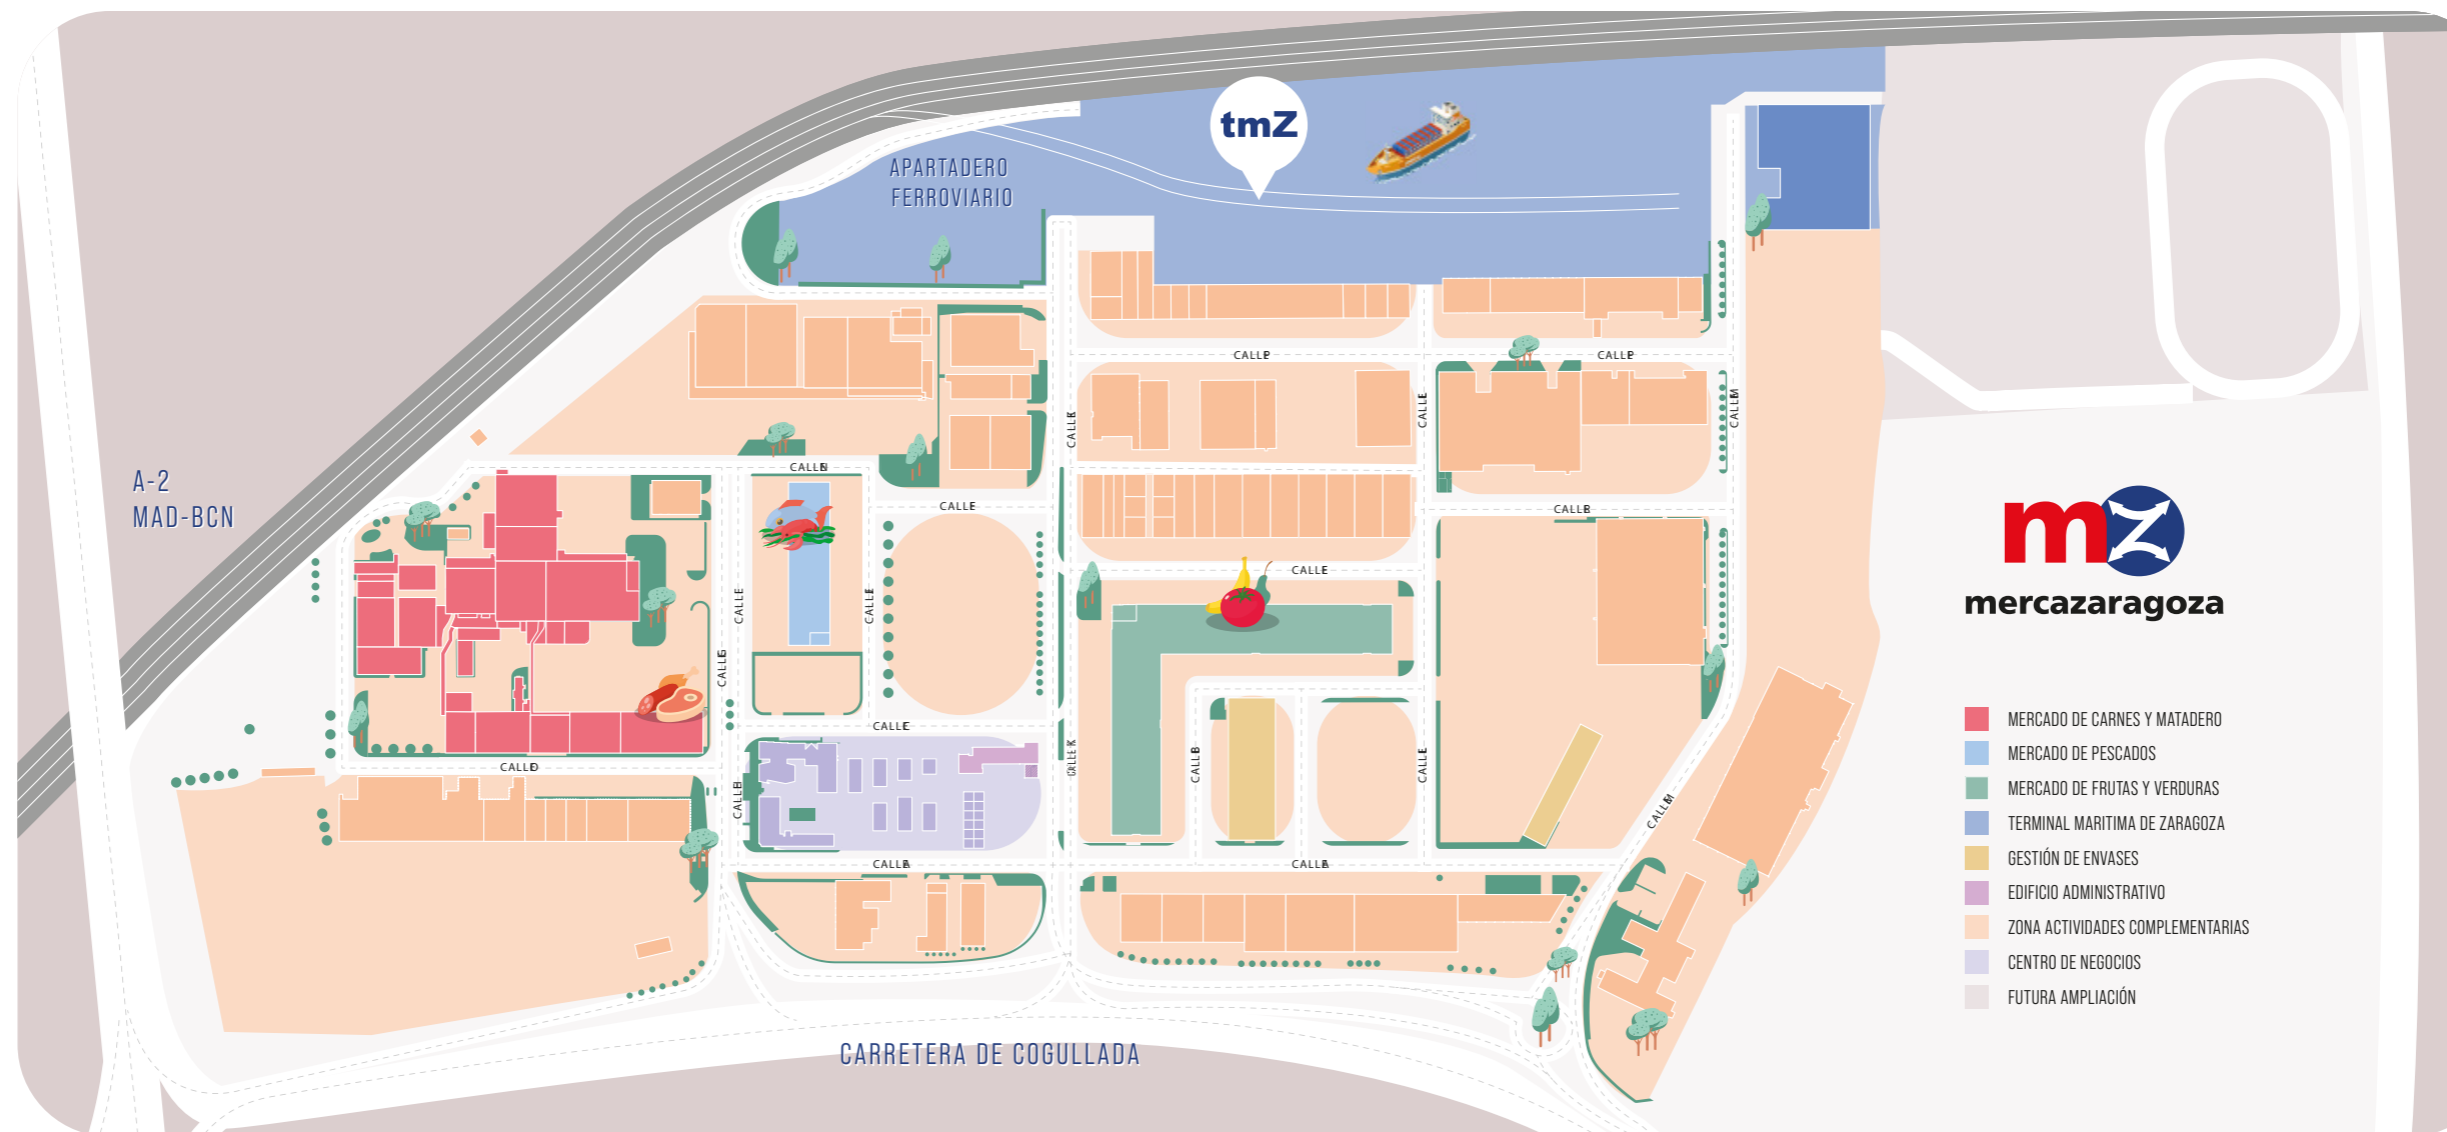 tmZ
APARTADERO
FERROVIARIO
CALLE P
CALLE P
CALLE K
CALLE
CALLE M
A-2
MAD-BCN
CALLE N
CALLE
CALLE R
CALLE
CALLE
CALLE
CALLE G
CALLE
CALLE K
CALLE B
CALLE
CALLE D
CALLE H
CALLE M
CALLE A
CALLE A
CARRETERA DE COGULLADA
mz
mercazaragoza
MERCADO DE CARNES Y MATADERO
MERCADO DE PESCADOS
MERCADO DE FRUTAS Y VERDURAS
TERMINAL MARITIMA DE ZARAGOZA
GESTIÓN DE ENVASES
EDIFICIO ADMINISTRATIVO
ZONA ACTIVIDADES COMPLEMENTARIAS
CENTRO DE NEGOCIOS
FUTURA AMPLIACIÓN